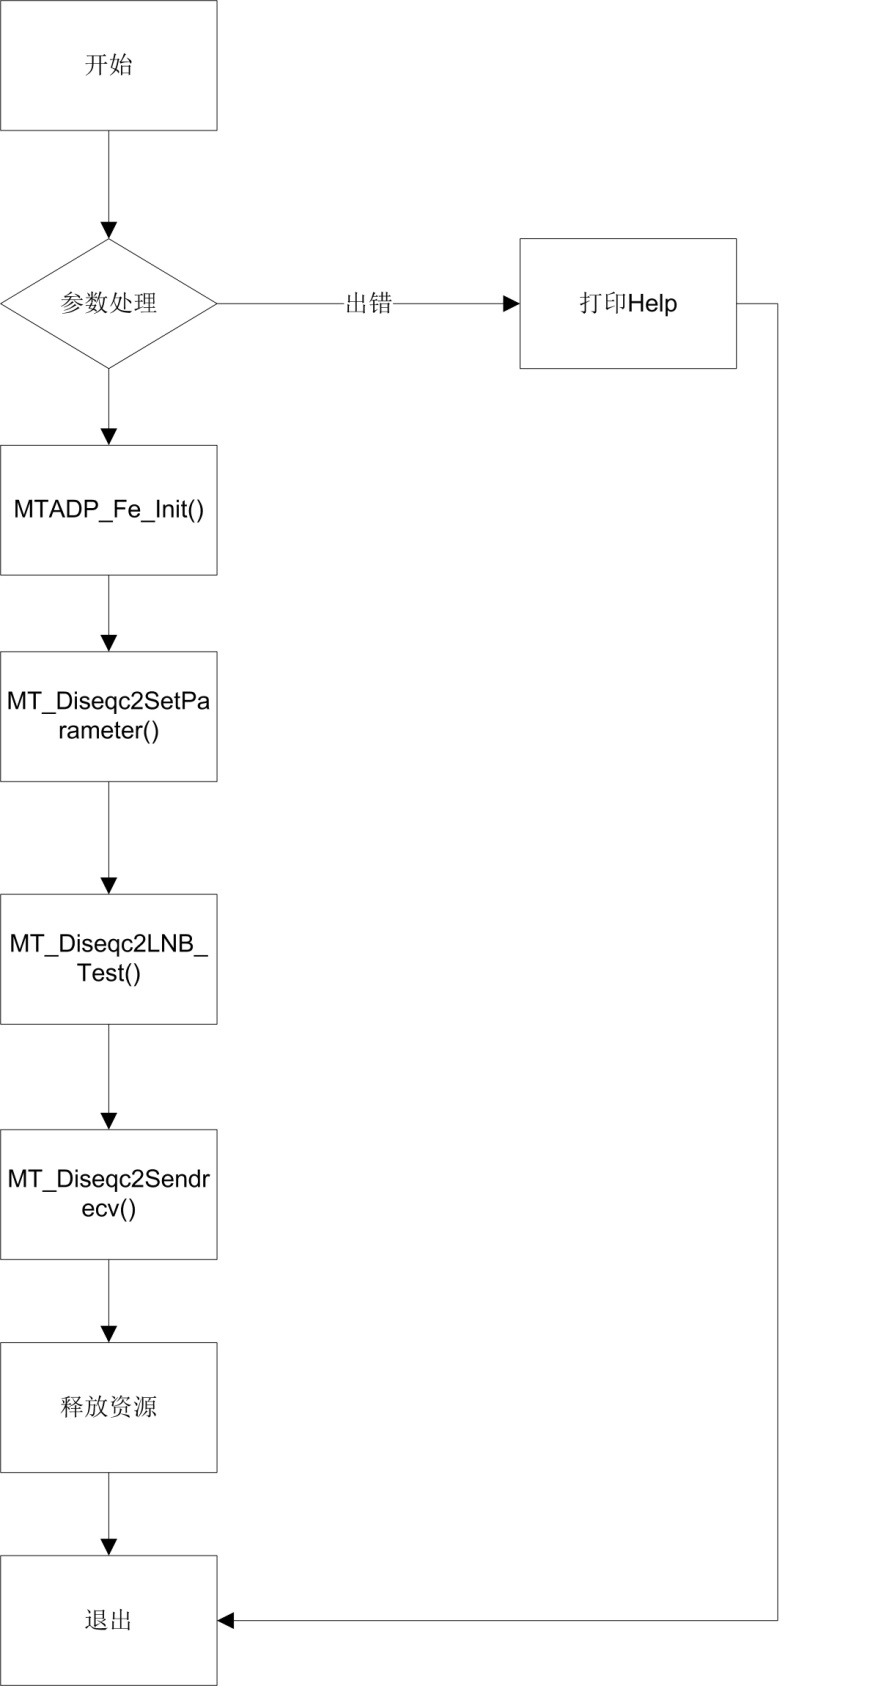 开始
参数处理
出错
打印Help
MTADP_Fe_Init()
MT_Diseqc2SetPa
rameter()
MT_Diseqc2LNB_
Test()
MT_Diseqc2Sendr
ecv()
释放资源
退出